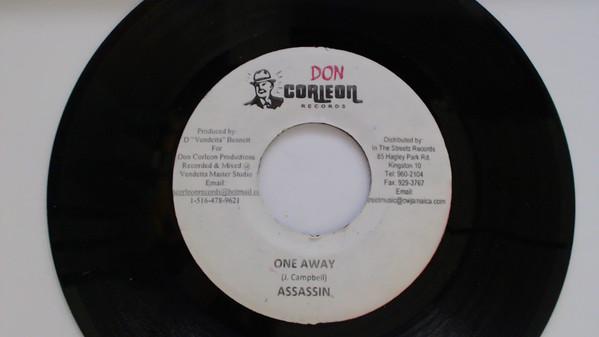 DON
CORLEON
RECORDS
Produced by:
D "Vendetta" Bennett
For
Don Corleon Productions
Recorded & Mixed @
Vendetta Master Studio
Email:
1-516-478-9621
Distributed by:
In The Streetz Records
85 Hagley Park Rd.
Kingston 10
Tel: 960-2104
Fax: 929-3767
Email:
ONE AWAY
(J. Campbell)
ASSASSIN